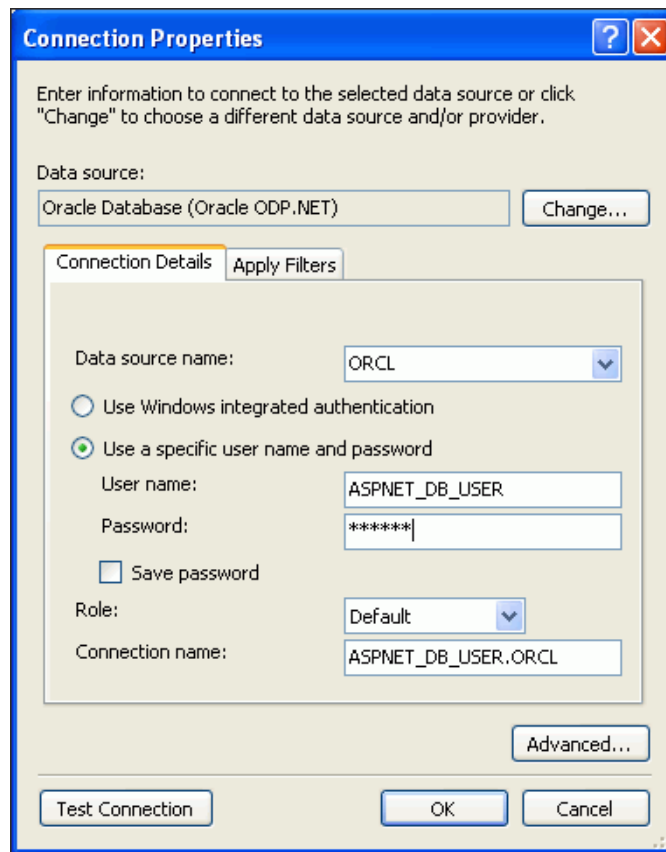 Connection Properties
Enter information to connect to the selected data source or click
"Change" to choose a different data source and/or provider.
Data source:
Oracle Database (Oracle ODP.NET)
Change...
Connection Details
Apply Filters
Data source name:
ORCL
Use Windows integrated authentication
Use a specific user name and password
User name:
ASPNET_DB_USER
Password:
******
Save password
Role:
Default
Connection name:
ASPNET_DB_USER.ORCL
Advanced...
Test Connection
OK
Cancel